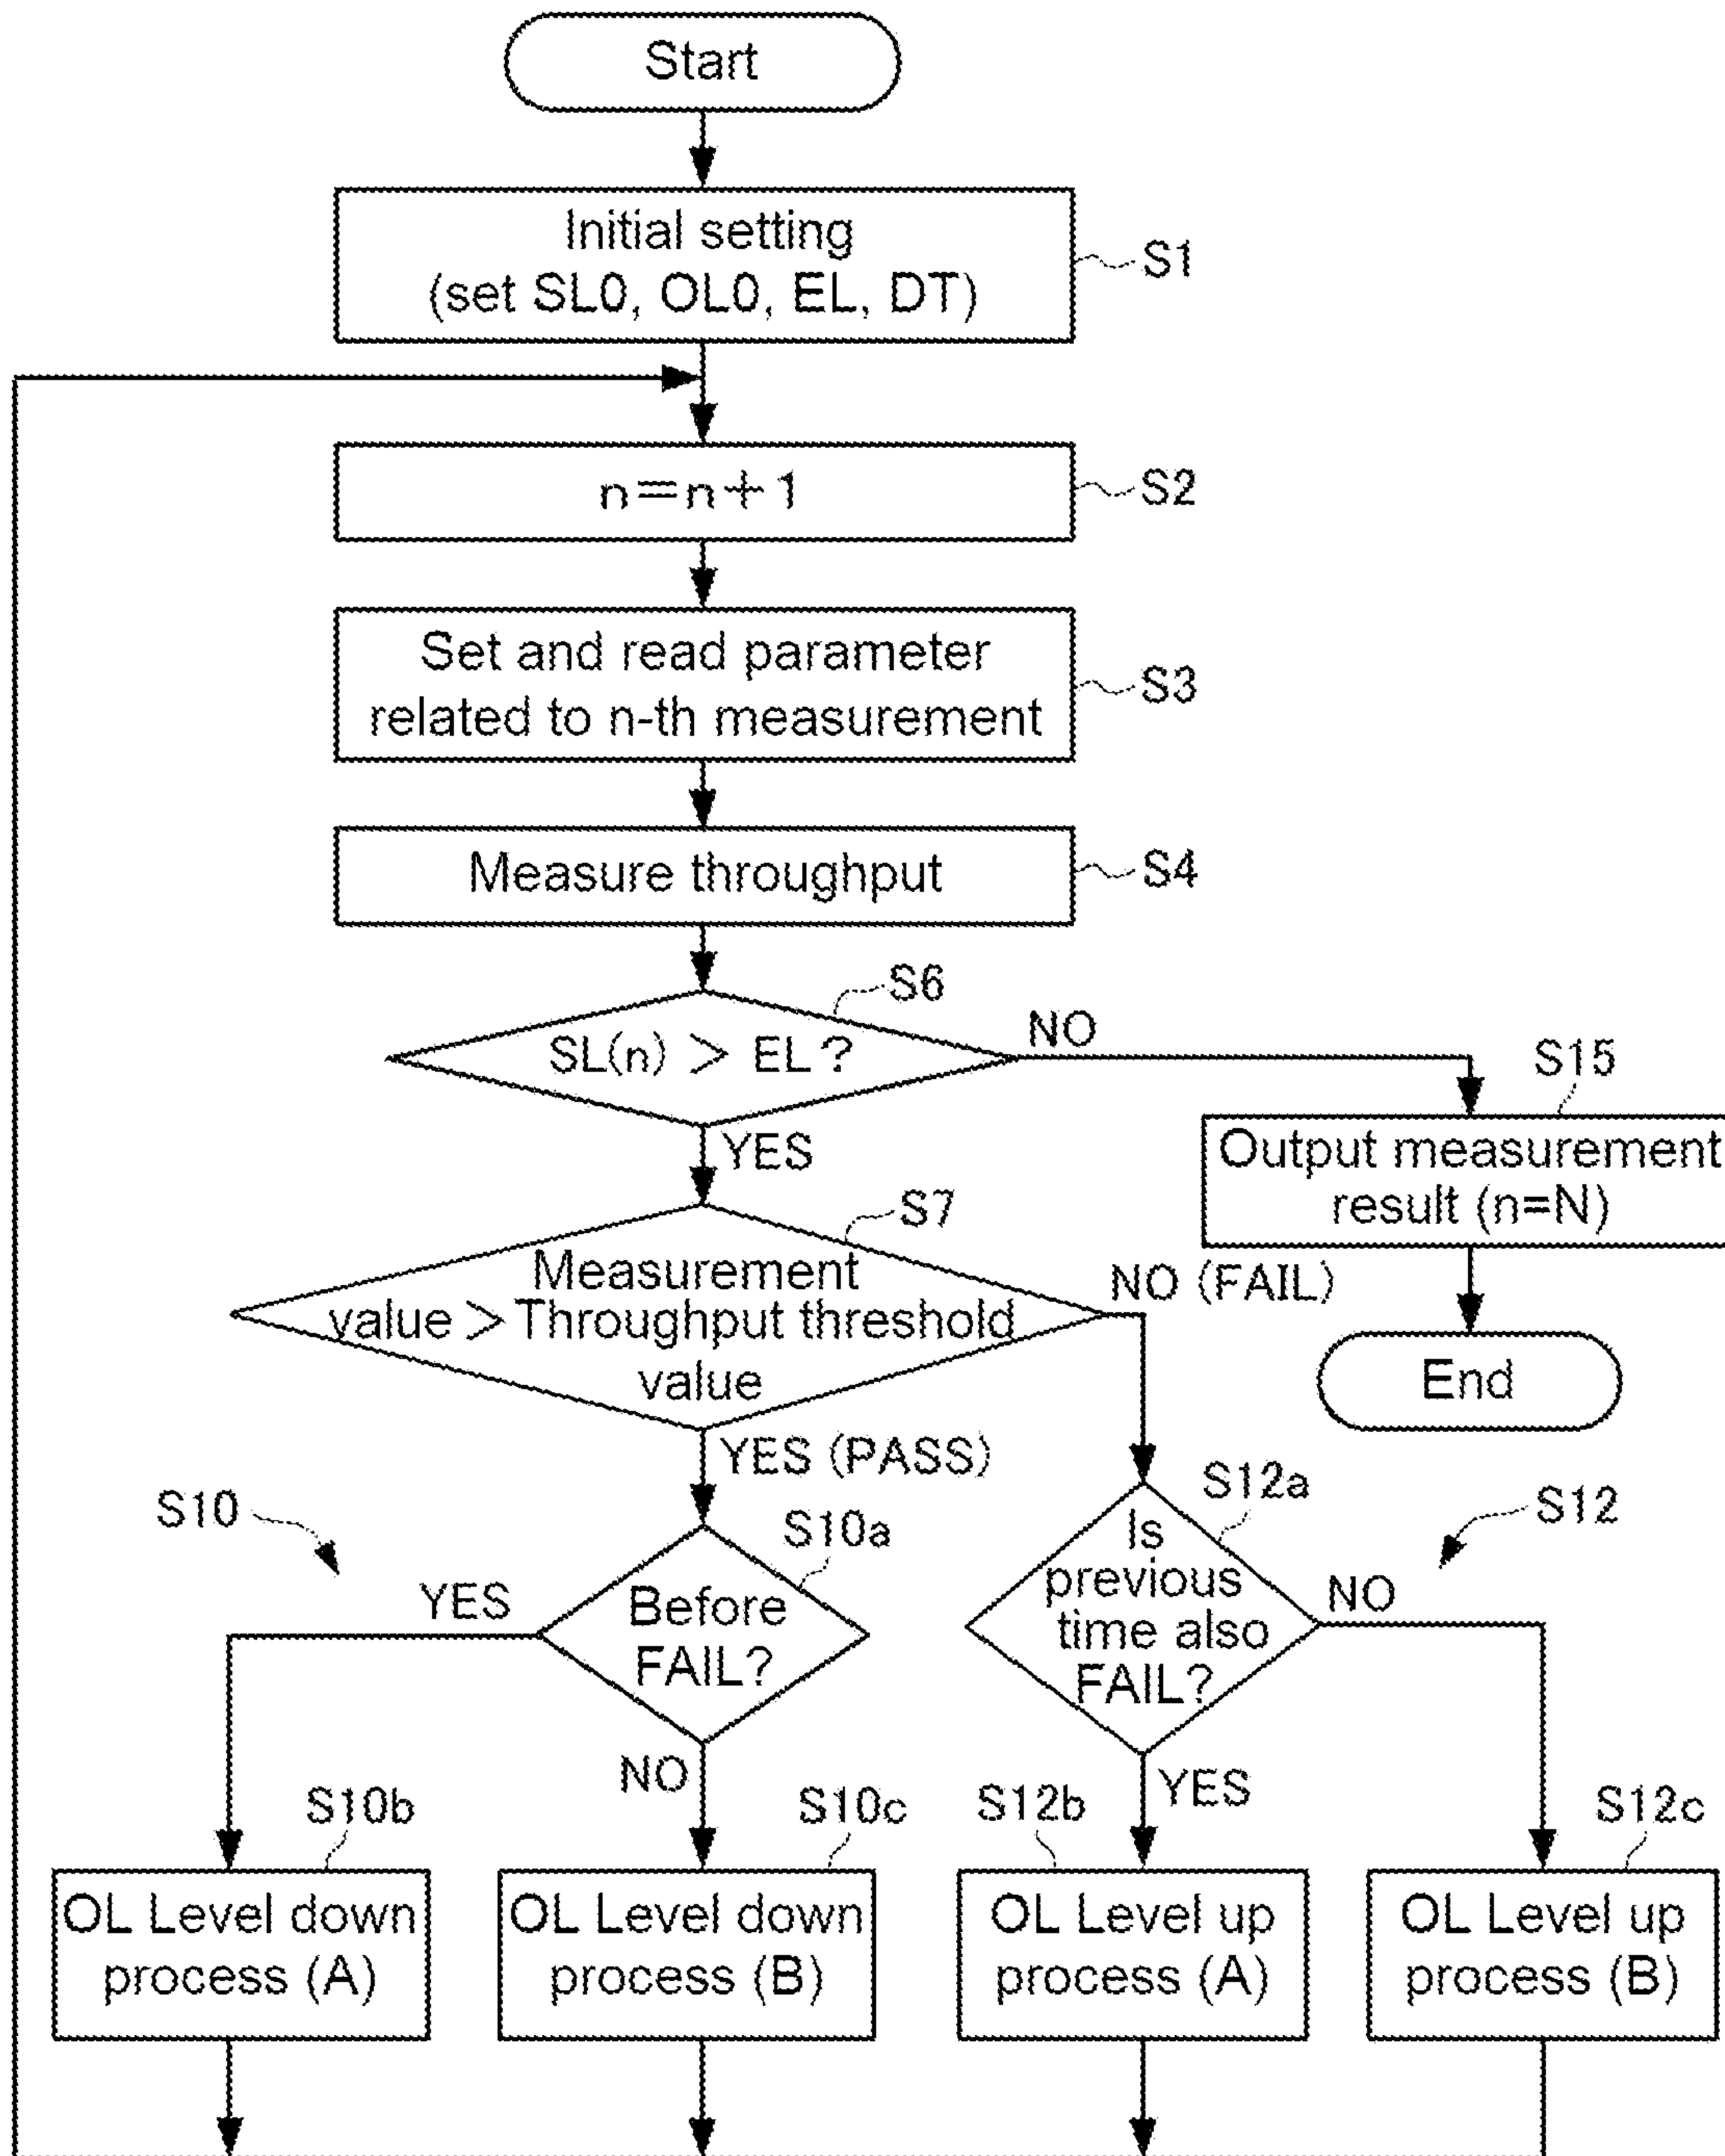 Start
Initial setting
(set SL0, OL0, EL, DT)
S1
n=n+1
S2
Set and read parameter
related to n-th measurement
S3
Measure throughput
S4
S6
SL(n) > EL?
NO
YES
S15
Output measurement
result (n=N)
End
S7
Measurement
value > Throughput threshold
value
NO (FAIL)
YES (PASS)
S10
S10a
Before
FAIL?
YES
NO
S12a
S12
Is
previous
time also
FAIL?
NO
YES
S10b
OL Level down
process (A)
S10c
OL Level down
process (B)
S12b
OL Level up
process (A)
S12c
OL Level up
process (B)